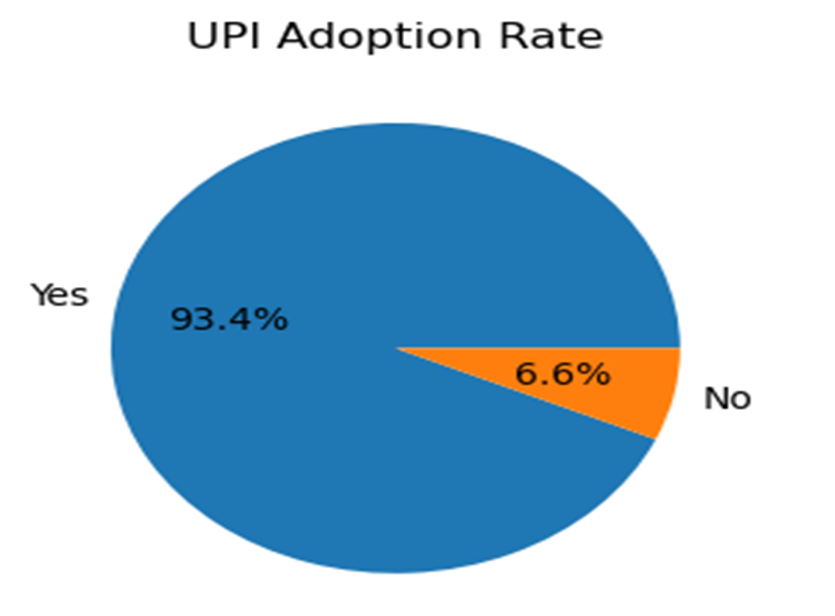 UPI Adoption Rate
Yes
93.4%
6.6%
No